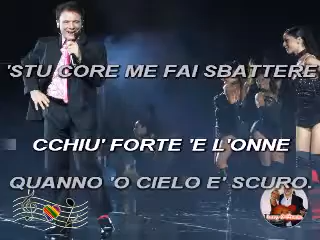 'STU CORE ME FAI SBATTERE
CCHIU' FORTE 'E L'ONNE
QUANNO 'O CIELO E' SCURO.